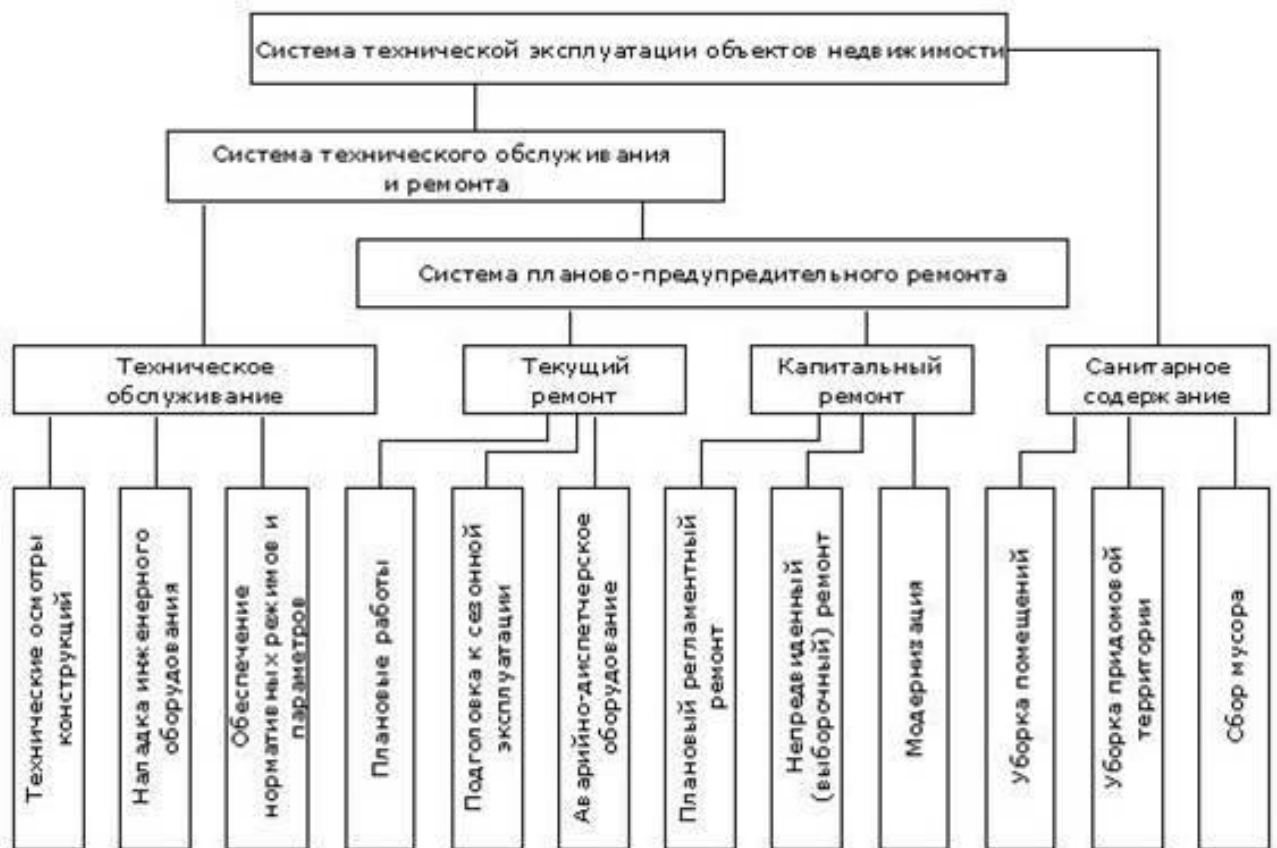 Система технической эксплуатации объектов недвижимости
Система технического обслуживания
и ремонта
Система планово-предупредительного ремонта
Техническое
обслуживание
Текущий
ремонт
Капитальный
ремонт
Санитарное
содержание
Технические осмотры
конструкций
Наладка инженерного
оборудования
Обеспечение
нормативных режимов и
параметров
Плановые работы
Подголовка к сезонной
эксплуатации
Аварийно-диспетчерское
оборудование
Плановый регламентный
ремонт
Непредвиденный
(выборочный) ремонт
Модернизация
Уборка помещений
Уборка придомовой
территории
Сбор мусора